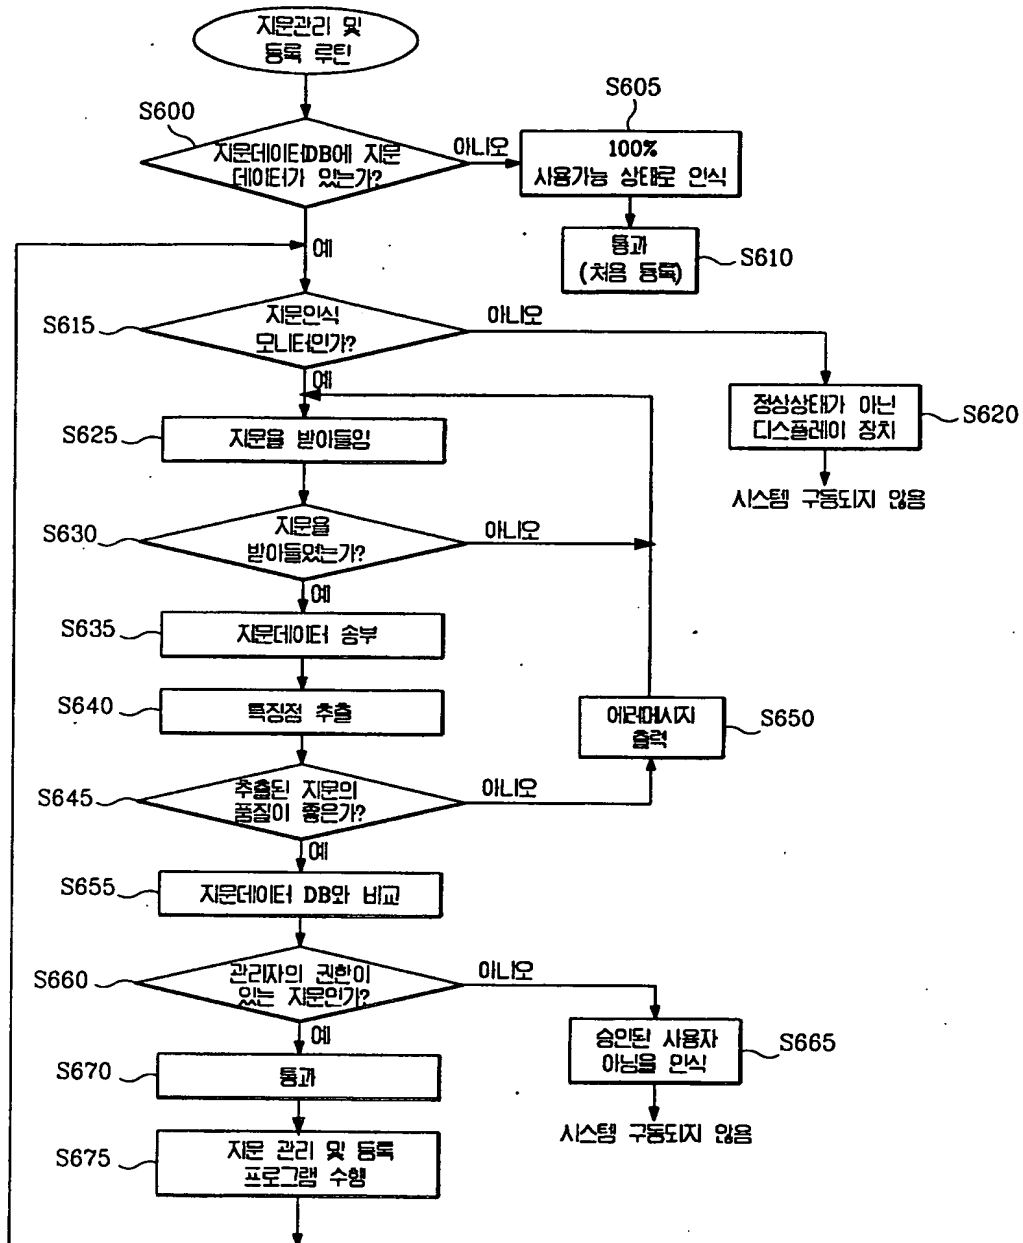 지문관리 및
등록 루틴
S600
지문데이터DB에 지문
데이터가 있는가?
아니오
S605
100%
사용가능 상태로 인식
통과
(처음 등록)
S610
예
S615
지문인식
모니터인가?
아니오
예
정상상태가 아닌
디스플레이 장치
S620
시스템 구동되지 않음
S625
지문을 받아들임
S630
지문을
받아들였는가?
아니오
예
S635
지문데이터 송부
S640
특징점 추출
에러메시지
출력
S650
S645
추출된 지문의
품질이 좋은가?
아니오
예
S655
지문데이터 DB와 비교
S660
관리자의 권한이
있는 지문인가?
아니오
예
승인된 사용자
아님을 인식
S665
시스템 구동되지 않음
S670
통과
S675
지문 관리 및 등록
프로그램 수행